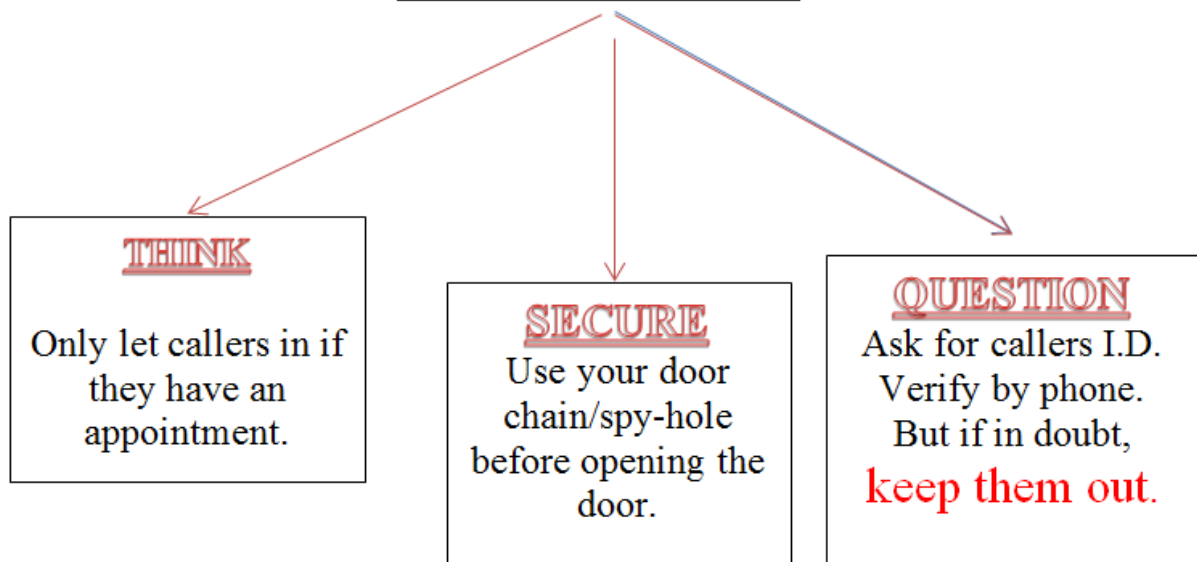 THINK
Only let callers in if
they have an
appointment.
SECURE
Use your door
chain/spy-hole
before opening the
door.
QUESTION
Ask for callers I.D.
Verify by phone.
But if in doubt,
keep them out.